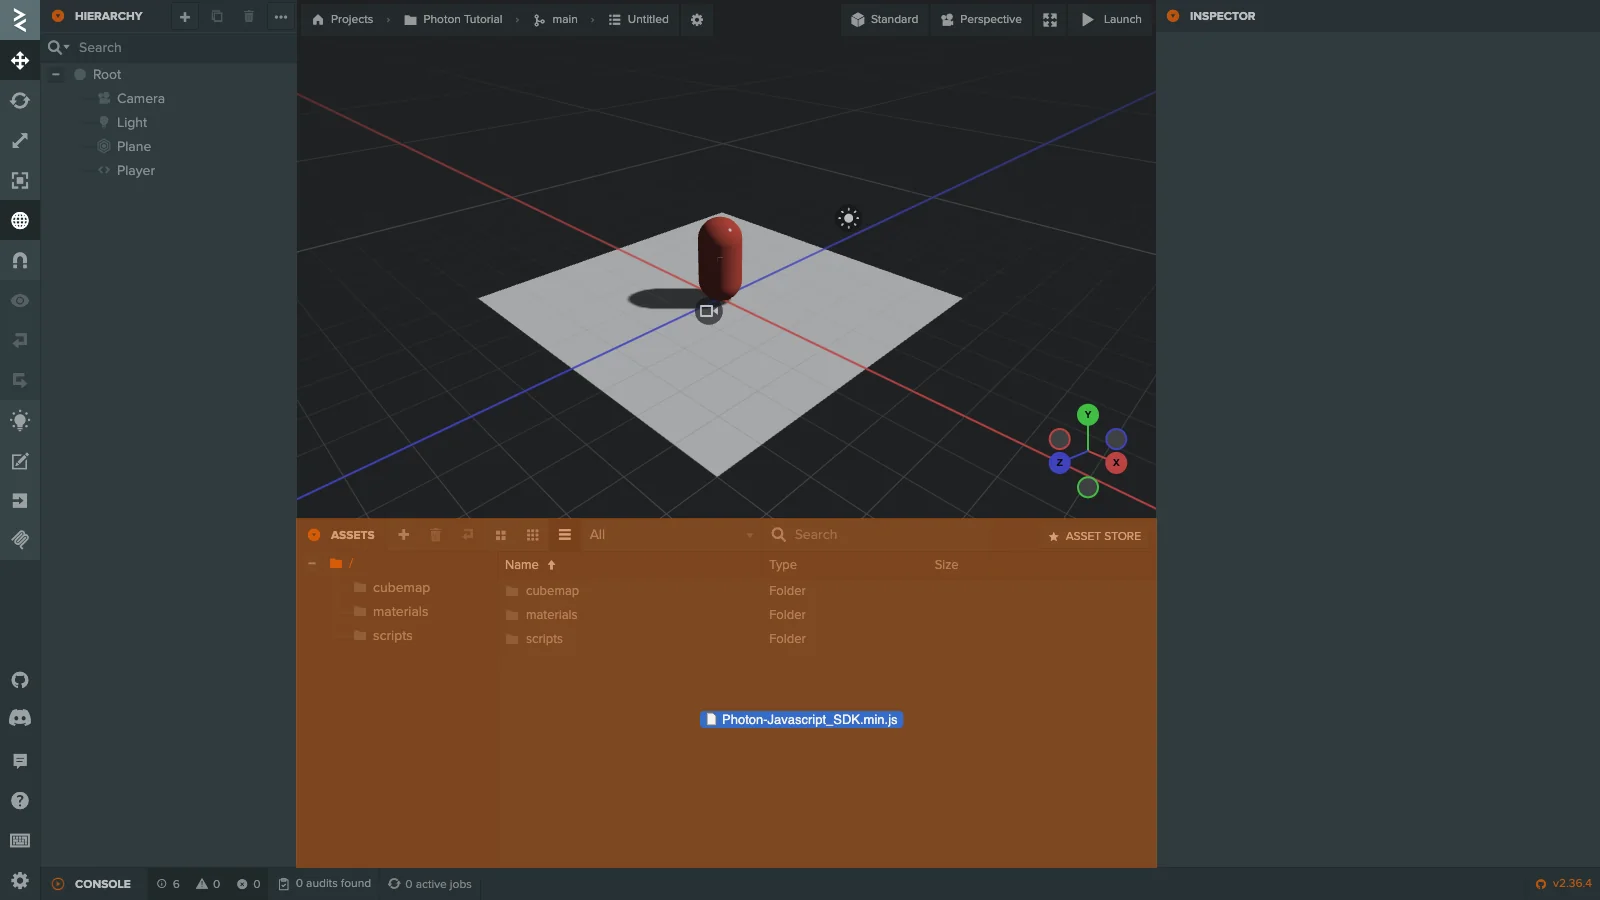 HIERARCHY
Search
Root
Camera
Light
Plane
Player
Projects
Photon Tutorial
main
Untitled
Standard
Perspective
Launch
INSPECTOR
Y
Z
X
ASSETS
All
Search
ASSET STORE
/
cubemap
materials
scripts
Name
Type
Size
cubemap
Folder
materials
Folder
scripts
Folder
Photon-Javascript_SDK.min.js
CONSOLE
6
0
0
0 audits found
0 active jobs
v2.36.4